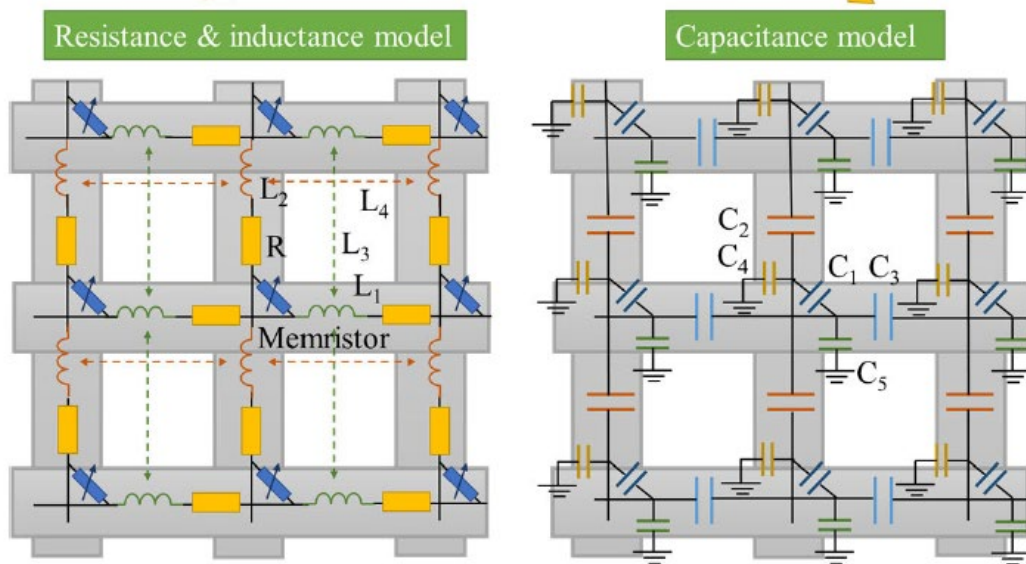 Resistance & inductance model
Capacitance model
L₂
L₄
R
L₃
L₁
Memristor
C₂
C₄
C₁
C₃
C₅